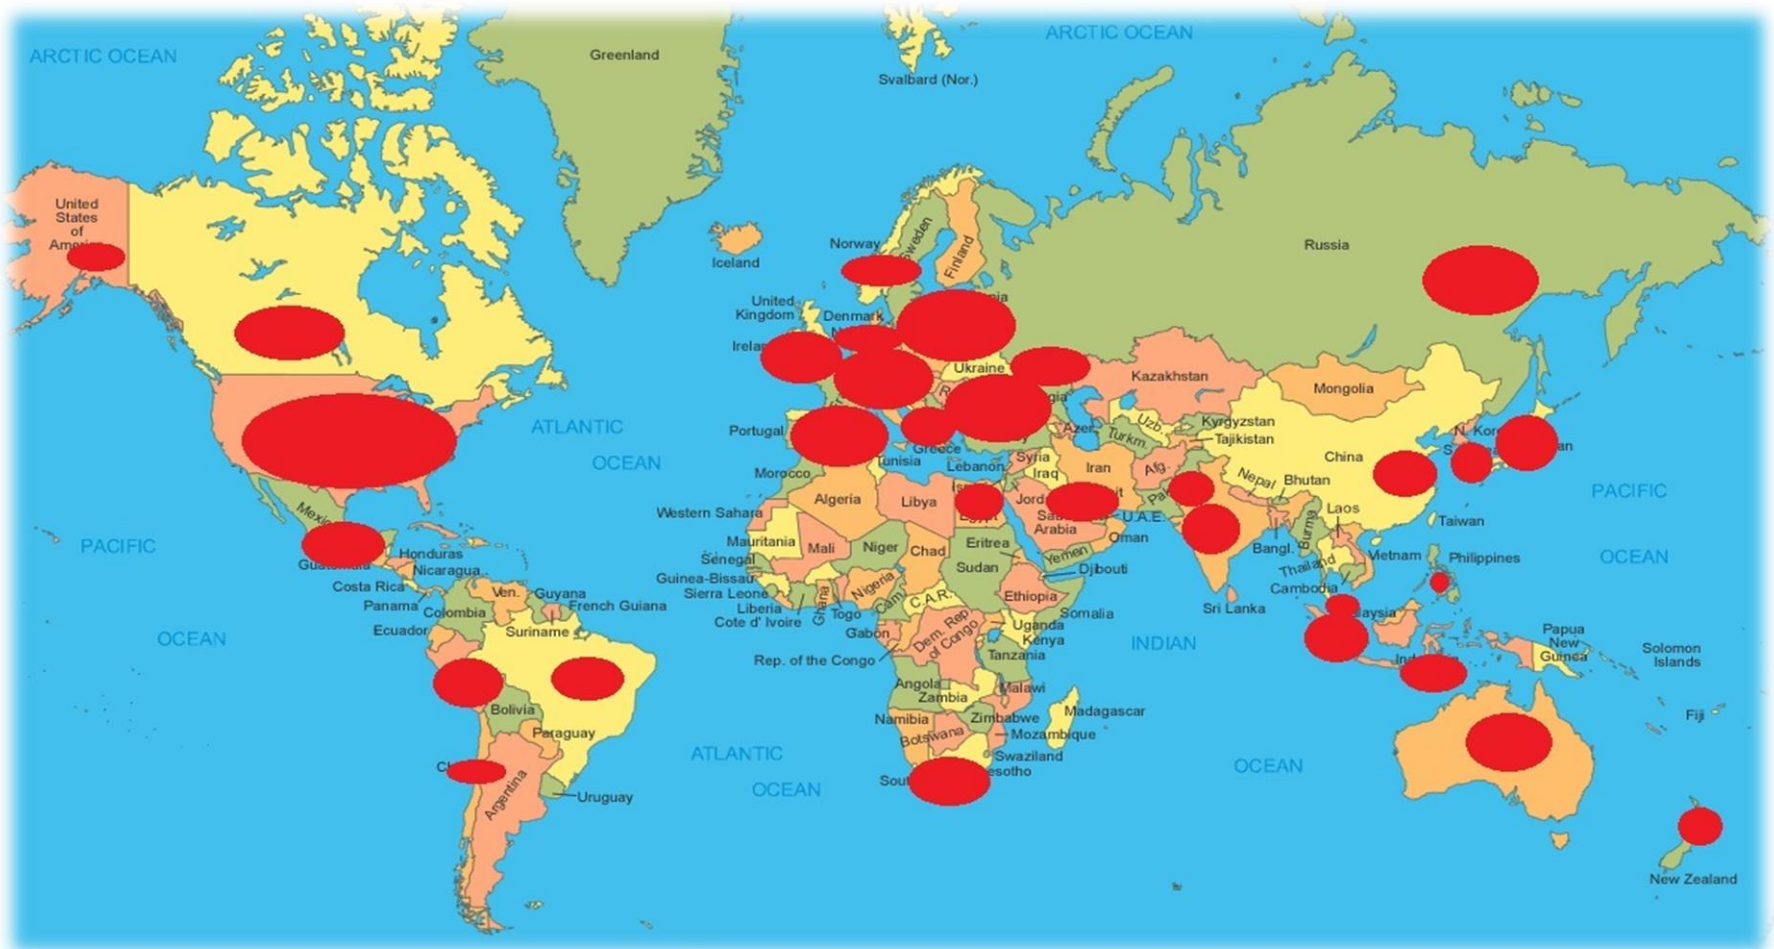 ARCTIC OCEAN
ARCTIC OCEAN
Greenland
Svalbard (Nor.)
United
States
of
Russia
Norway
Sweden
Finland
Iceland
United
Kingdom
Denmark
Ukraine
Kazakhstan
Mongolia
ATLANTIC
OCEAN
Portugal
Greece
Azer.
Uzb.
Turkm.
Kyrgyzstan
Tajikistan
China
Morocco
Tunisia
Lebanon
Syria
Iraq
Iran
Afg.
Nepal
Bhutan
PACIFIC
OCEAN
Algeria
Libya
Western Sahara
Arabia
U.A.E.
Oman
Laos
Burma
Taiwan
Bangl.
Vietnam
Philippines
Thailand
Cambodia
Sri Lanka
PACIFIC
OCEAN
Honduras
Nicaragua
Costa Rica
Panama
Ven.
Guyana
French Guiana
Colombia
Suriname
Ecuador
Mauritania
Mali
Niger
Chad
Eritrea
Sudan
Yemen
Djibouti
Senegal
Guinea-Bissau
Sierra Leone
Liberia
Cote d' Ivoire
Ghana
Togo
Nigeria
Cam.
C.A.R.
Ethiopia
Somalia
Uganda
Kenya
Gabon
Dem. Rep.
of Congo
Rep. of the Congo
Tanzania
INDIAN
OCEAN
Papua
New
Guinea
Solomon
Islands
Bolivia
Paraguay
Argentina
Uruguay
ATLANTIC
OCEAN
Angola
Zambia
Malawi
Namibia
Zimbabwe
Botswana
Mozambique
Madagascar
Swaziland
Fiji
New Zealand